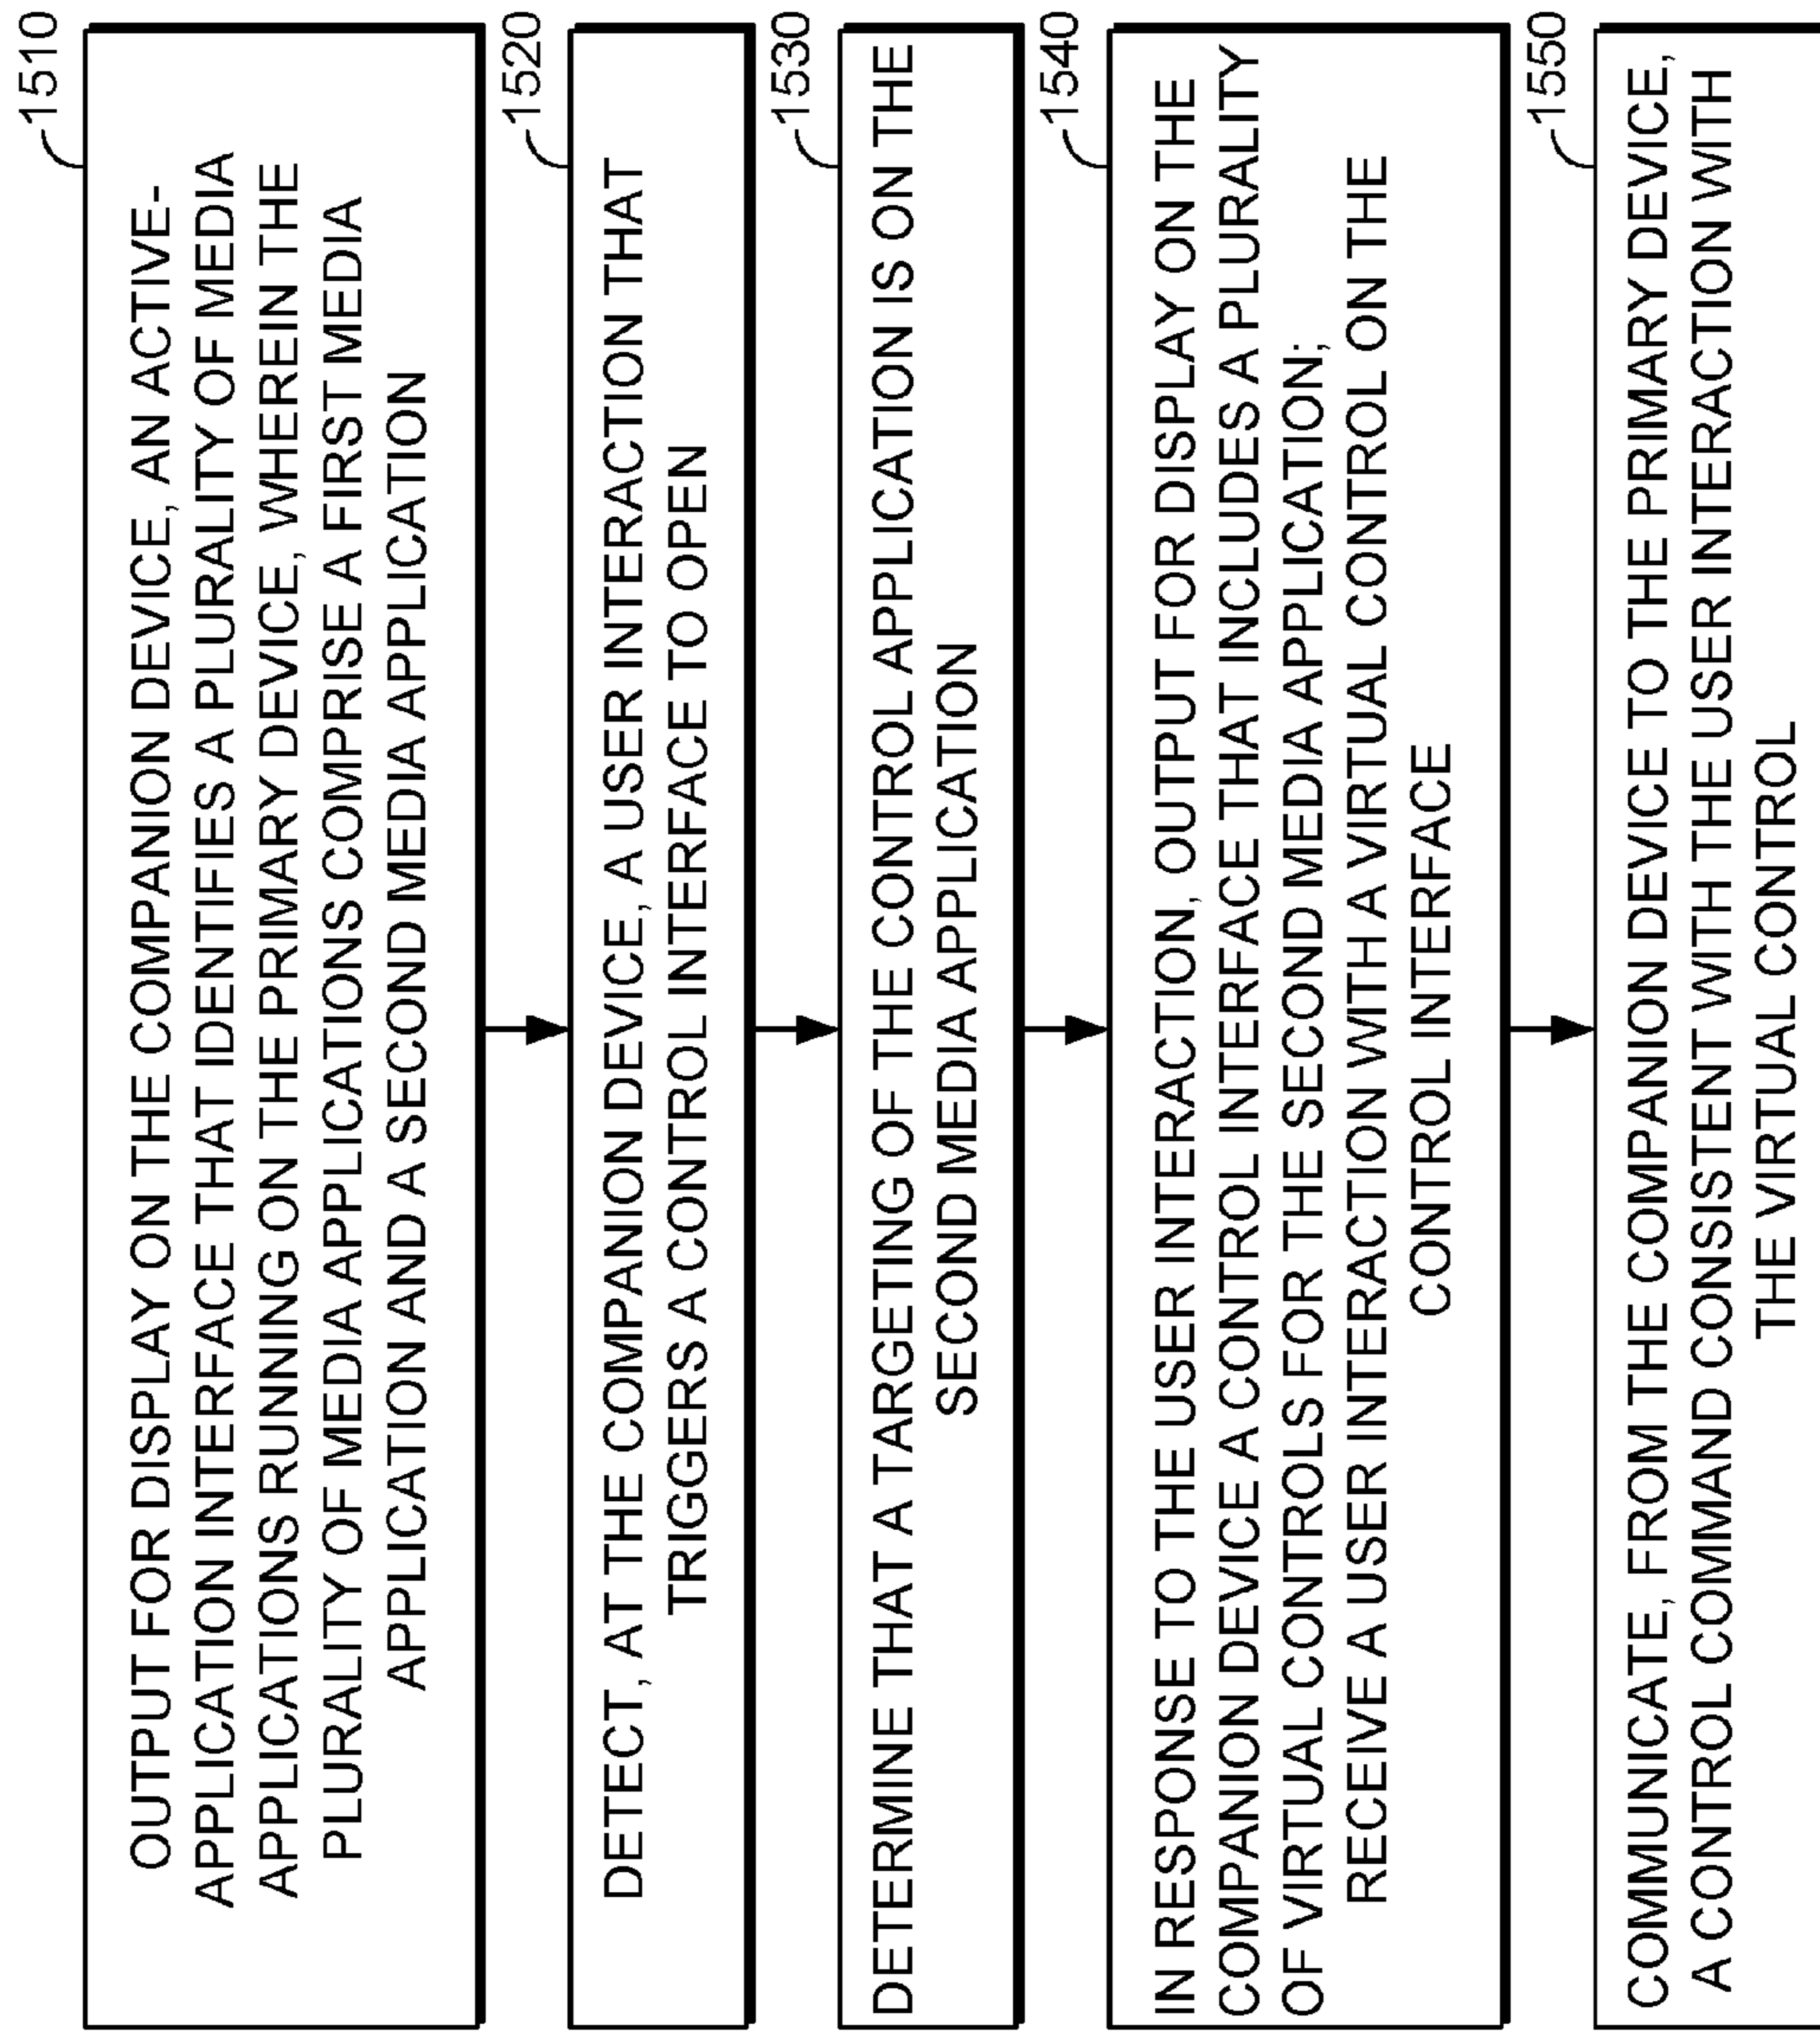 1510
OUTPUT FOR DISPLAY ON THE COMPANION DEVICE, AN ACTIVE-
APPLICATION INTERFACE THAT IDENTIFIES A PLURALITY OF MEDIA
APPLICATIONS RUNNING ON THE PRIMARY DEVICE, WHEREIN THE
PLURALITY OF MEDIA APPLICATIONS COMPRISE A FIRST MEDIA
APPLICATION AND A SECOND MEDIA APPLICATION
1520
DETECT, AT THE COMPANION DEVICE, A USER INTERACTION THAT
TRIGGERS A CONTROL INTERFACE TO OPEN
1530
DETERMINE THAT A TARGETING OF THE CONTROL APPLICATION IS ON THE
SECOND MEDIA APPLICATION
1540
IN RESPONSE TO THE USER INTERACTION, OUTPUT FOR DISPLAY ON THE
COMPANION DEVICE A CONTROL INTERFACE THAT INCLUDES A PLURALITY
OF VIRTUAL CONTROLS FOR THE SECOND MEDIA APPLICATION;
RECEIVE A USER INTERACTION WITH A VIRTUAL CONTROL ON THE
CONTROL INTERFACE
1550
COMMUNICATE, FROM THE COMPANION DEVICE TO THE PRIMARY DEVICE,
A CONTROL COMMAND CONSISTENT WITH THE USER INTERACTION WITH
THE VIRTUAL CONTROL